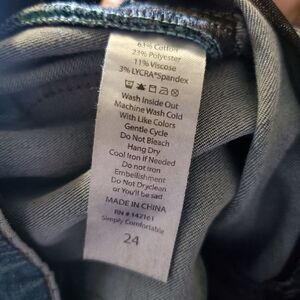 63% Cotton
23% Polyester
11% Viscose
3% LYCRA®Spandex
Wash Inside Out
Machine Wash Cold
With Like Colors
Gentle Cycle
Do Not Bleach
Hang Dry
Cool Iron if Needed
Do not Iron
Embellishment
Do Not Dryclean
or You'll be sad
MADE IN CHINA
RN # 142161
Simply Comfortable
24